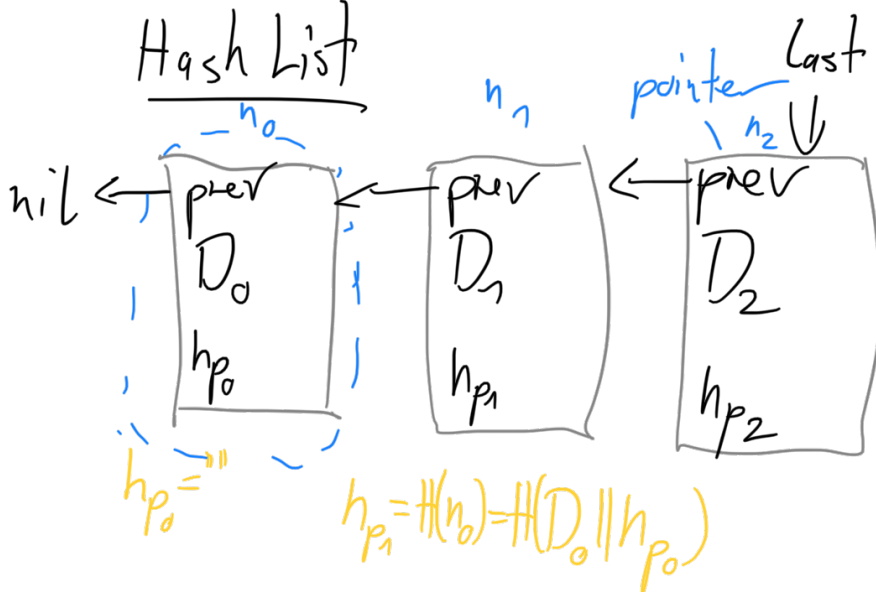 Hash List
Last
pointer
n₀
n₁
n₂
nil ← prev
← prev
← prev
D₀
D₁
D₂
hp₀
hp₁
hp₂
hp₀ = ""
hp₁ = H(n₀) = H(D₀ || hp₀)